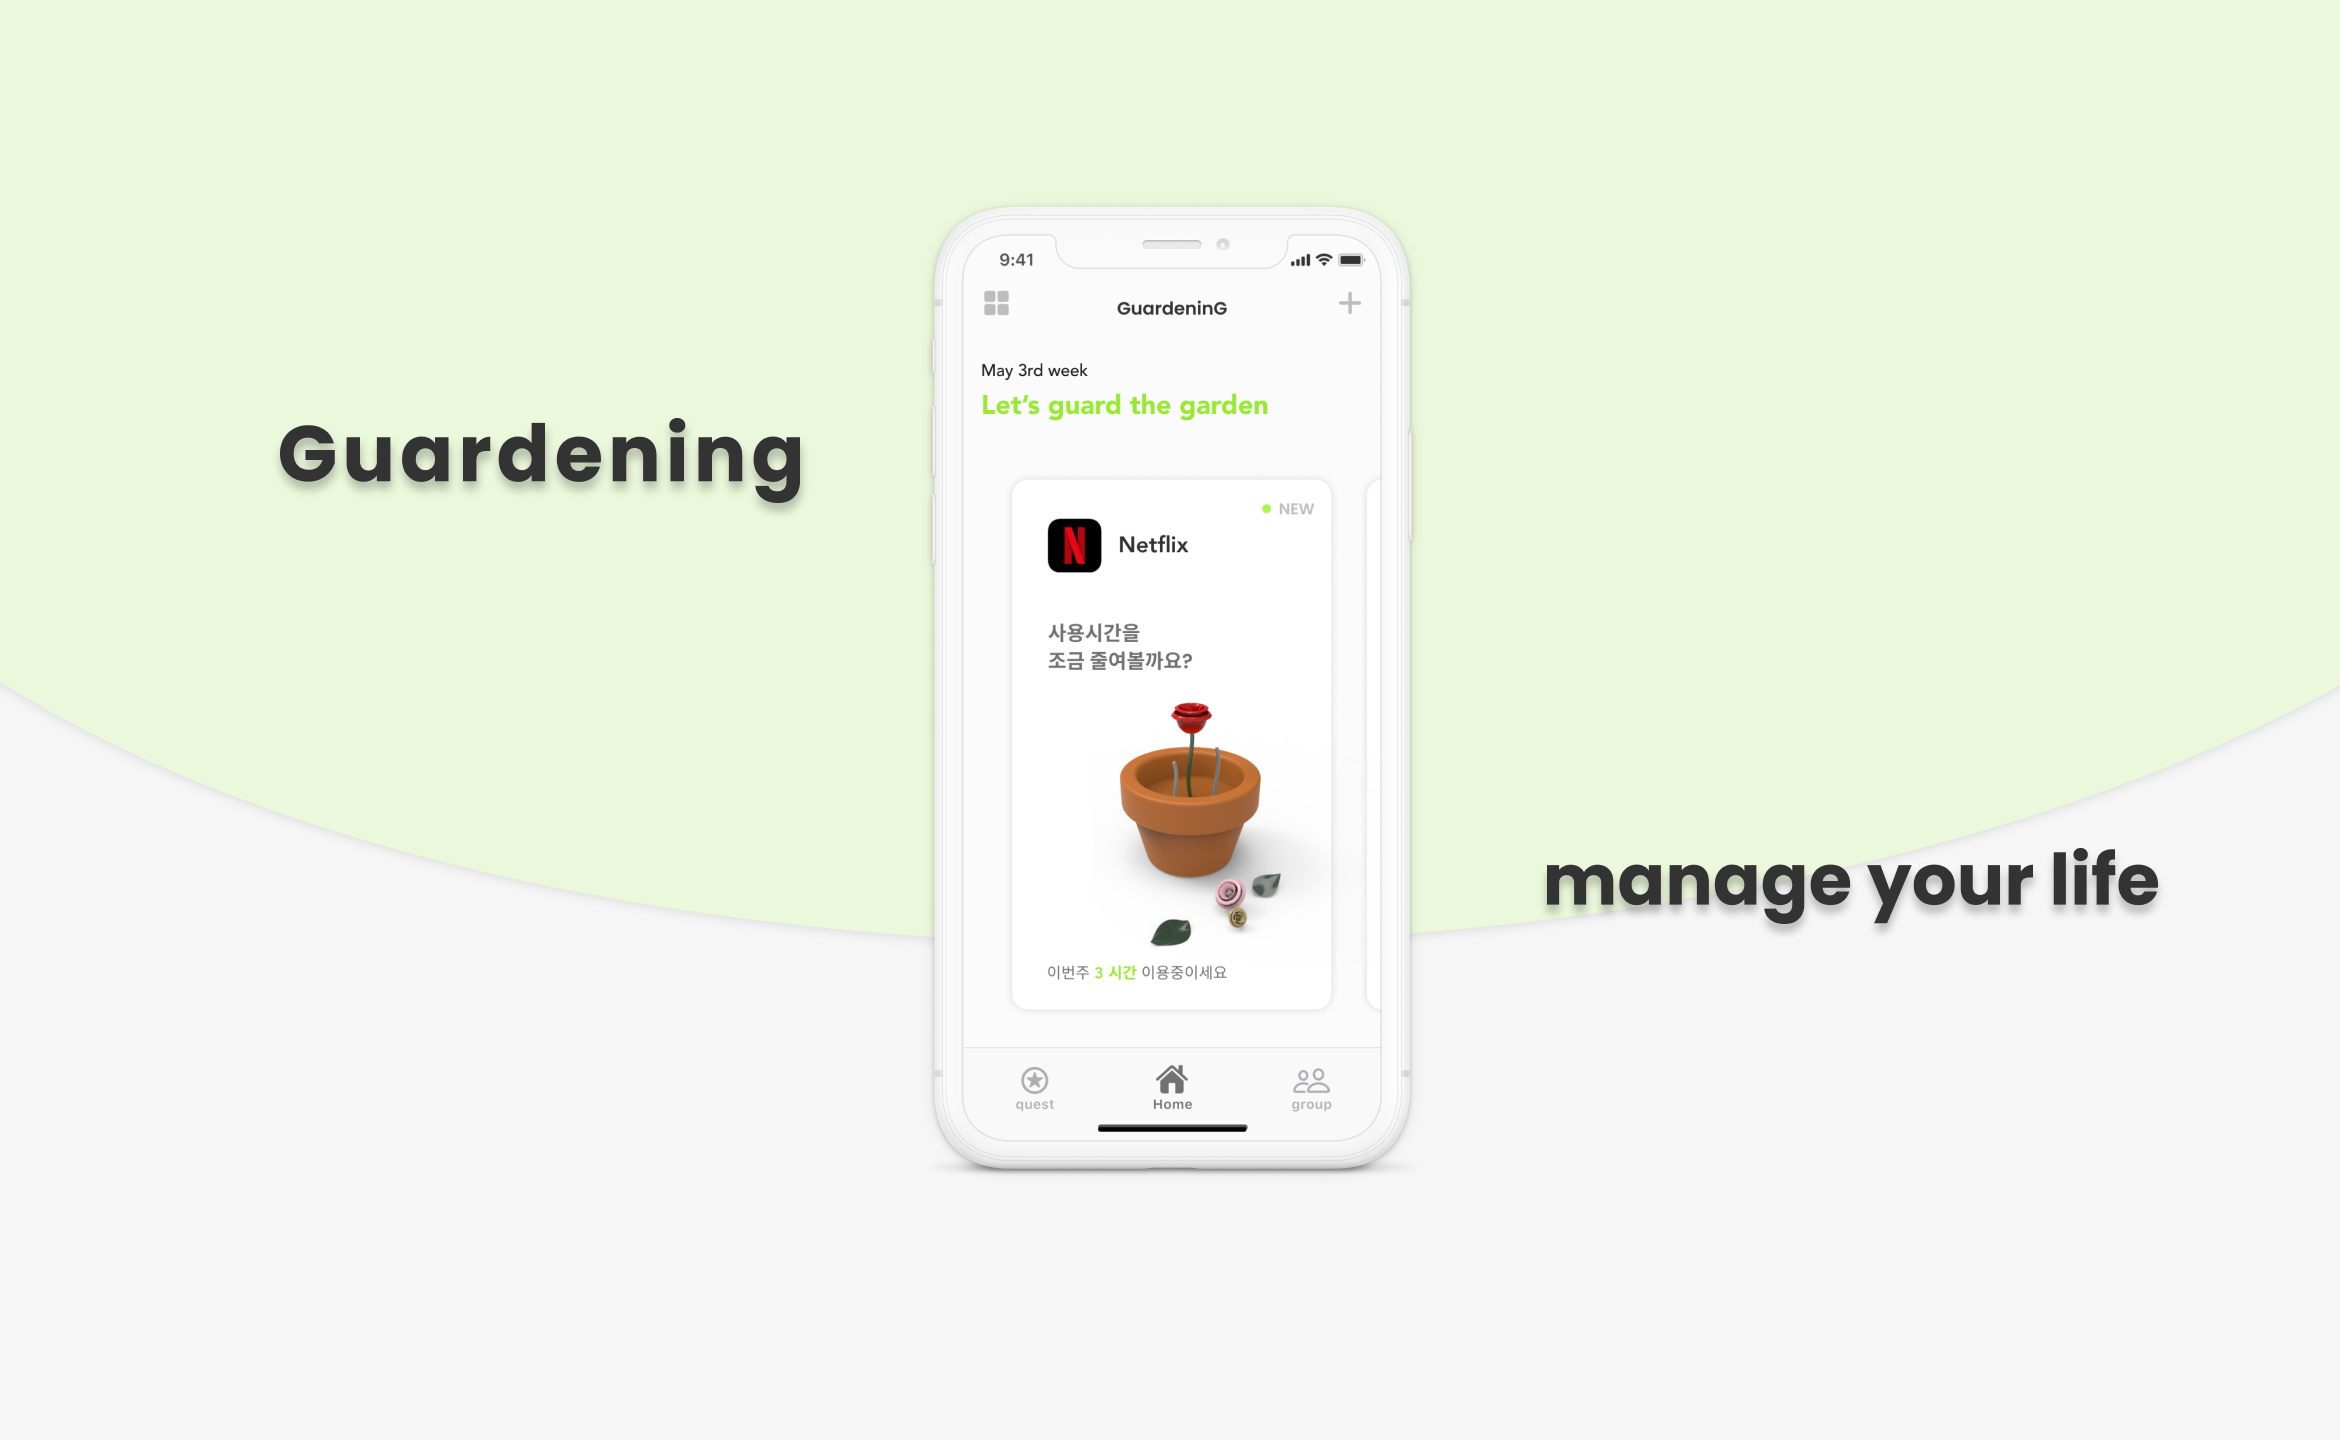 Guardening
9:41
GuardeninG
May 3rd week
Let's guard the garden
NEW
N
Netflix
사용시간을
조금 줄여볼까요?
이번주 3 시간 이용중이세요
quest
Home
group
manage your life